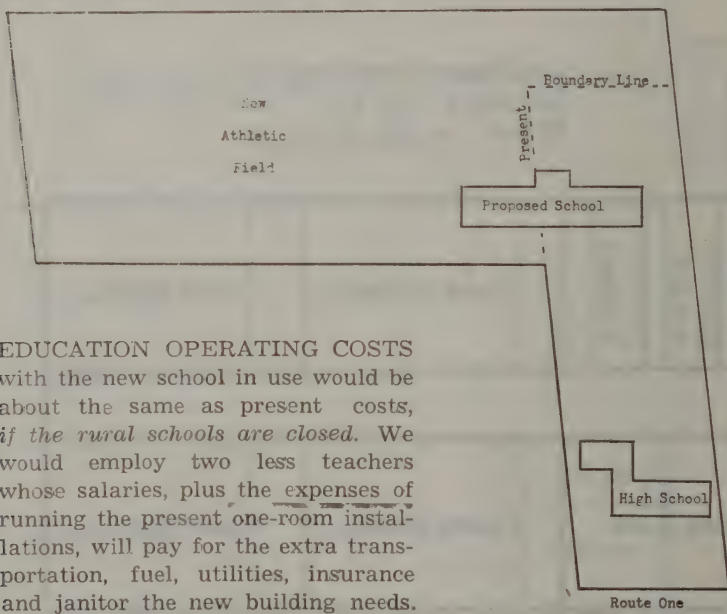 Boundary Line
Present
New
Athletic
Field
Proposed School
EDUCATION OPERATING COSTS
with the new school in use would be
about the same as present costs,
if the rural schools are closed. We
would employ two less teachers
whose salaries, plus the expenses of
running the present one-room instal-
lations, will pay for the extra trans-
portation, fuel, utilities, insurance
and janitor the new building needs.
High School
Route One